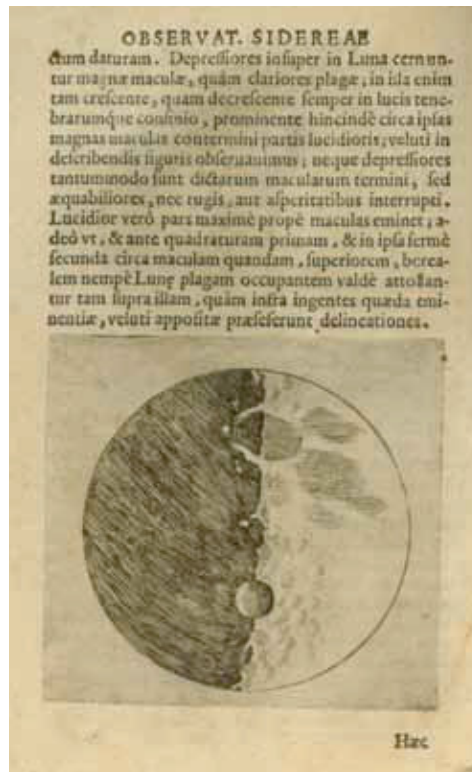 OBSERVAT. SIDEREAE
ctum daturam. Depreſſiores inſuper in Luna cernun-
tur magnæ maculæ, quàm clariores plagæ, in illa enim
tam creſcente, quam decreſcente ſemper in lucis tene-
brarumque confinio, prominente hincindè circa ipſas
magnas maculas contermini partis lucidioris; veluti in
deſcribendis figuris obſeruauimus; neque depreſſiores
tantummodo ſunt dictarum macularum termini, ſed
æquabiliores, nec rugis, aut aſperitatibus interrupti.
Lucidior verò pars maximè propè maculas eminet; a-
deò vt, & ante quadraturam primam, & in ipſa fermè
ſecunda circa maculam quandam, ſuperiorem, borea-
lem nempè Lunę plagam occupantem valdè attollan-
tur tam ſupra illam, quàm infra ingentes quæda emi-
nentiæ, veluti appoſitæ præſeferunt delineationes.
Hæc